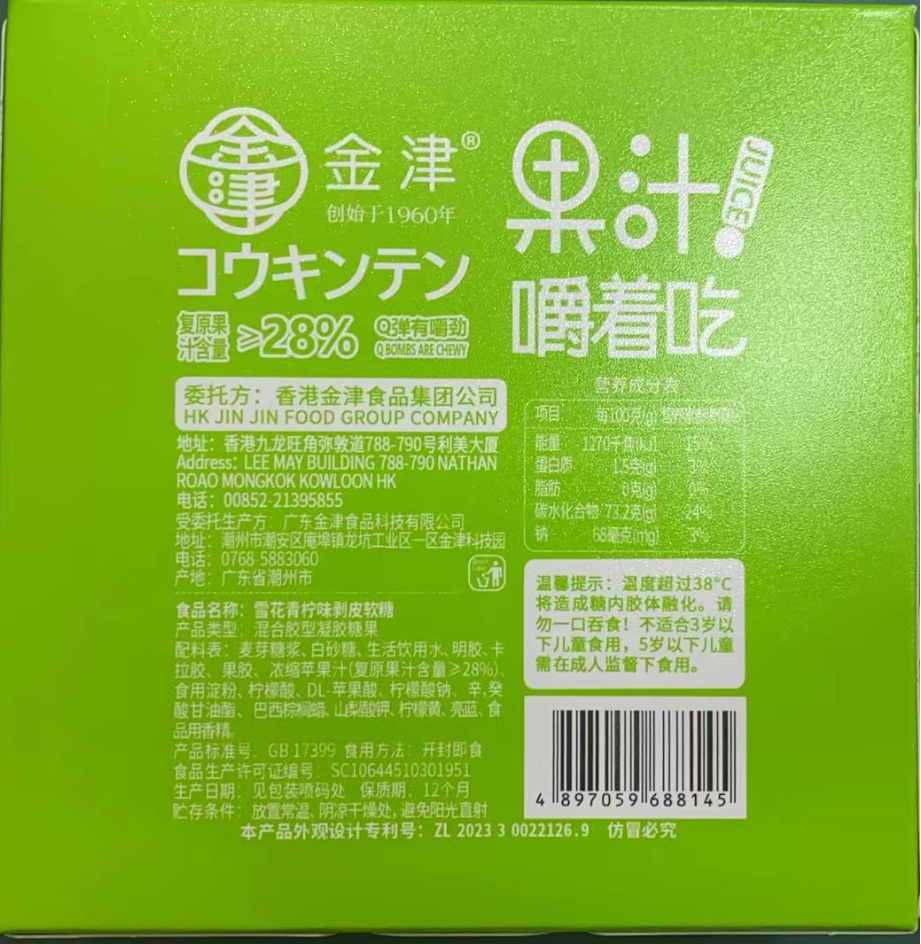 金津
金津®
创始于1960年
コウキンテン
复原果
汁含量
≥28%
Q弹有嚼劲
Q BOMBS ARE CHEWY
果汁
JUICE
嚼着吃
委托方：香港金津食品集团公司
HK JIN JIN FOOD GROUP COMPANY
地址：香港九龙旺角弥敦道788-790号利美大厦
Address：LEE MAY BUILDING 788-790 NATHAN
ROAO MONGKOK KOWLOON HK
电话：00852-21395855
受委托生产方：广东金津食品科技有限公司
地址：潮州市潮安区庵埠镇龙坑工业区一区金津科技园
电话：0768-5883060
产地：广东省潮州市
食品名称：雪花青柠味剥皮软糖
产品类型：混合胶型凝胶糖果
配料表：麦芽糖浆、白砂糖、生活饮用水、明胶、卡
拉胶、果胶、浓缩苹果汁(复原果汁含量≥28%)、
食用淀粉、柠檬酸、DL-苹果酸、柠檬酸钠、辛,癸
酸甘油酯、巴西棕榈蜡、山梨酸钾、柠檬黄、亮蓝、食
品用香精。
产品标准号：GB 17399 食用方法：开封即食
食品生产许可证编号：SC10644510301951
生产日期：见包装喷码处 保质期：12个月
贮存条件：放置常温,阴凉干燥处,避免阳光直射
营养成分表
项目 每100克(g) 营养素参考值%
能量 1270千焦(kJ) 15%
蛋白质 1.5克(g) 3%
脂肪 0克(g) 0%
碳水化合物 73.2克(g) 24%
钠 68毫克(mg) 3%
温馨提示：温度超过38°C
将造成糖内胶体融化。请
勿一口吞食！不适合3岁以
下儿童食用，5岁以下儿童
需在成人监督下食用。
4 897059 688145
本产品外观设计专利号：ZL 2023 3 0022126.9 仿冒必究